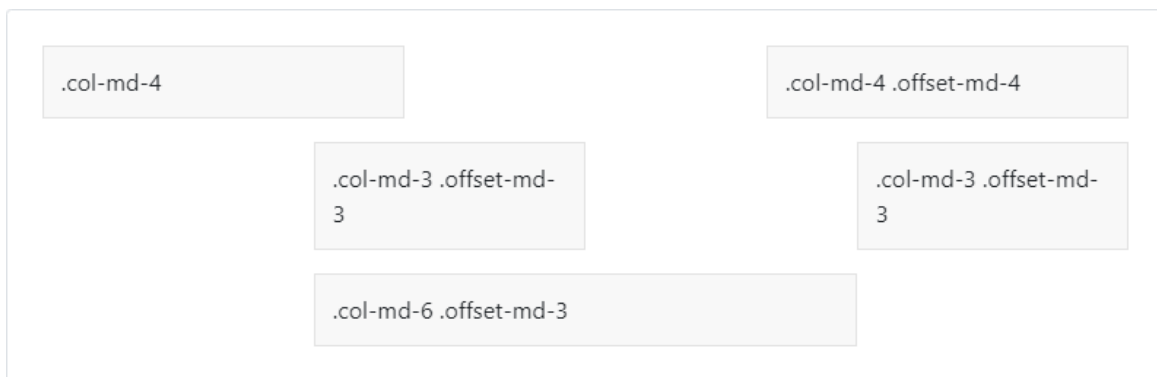 .col-md-4
.col-md-4 .offset-md-4
.col-md-3 .offset-md-
3
.col-md-3 .offset-md-
3
.col-md-6 .offset-md-3